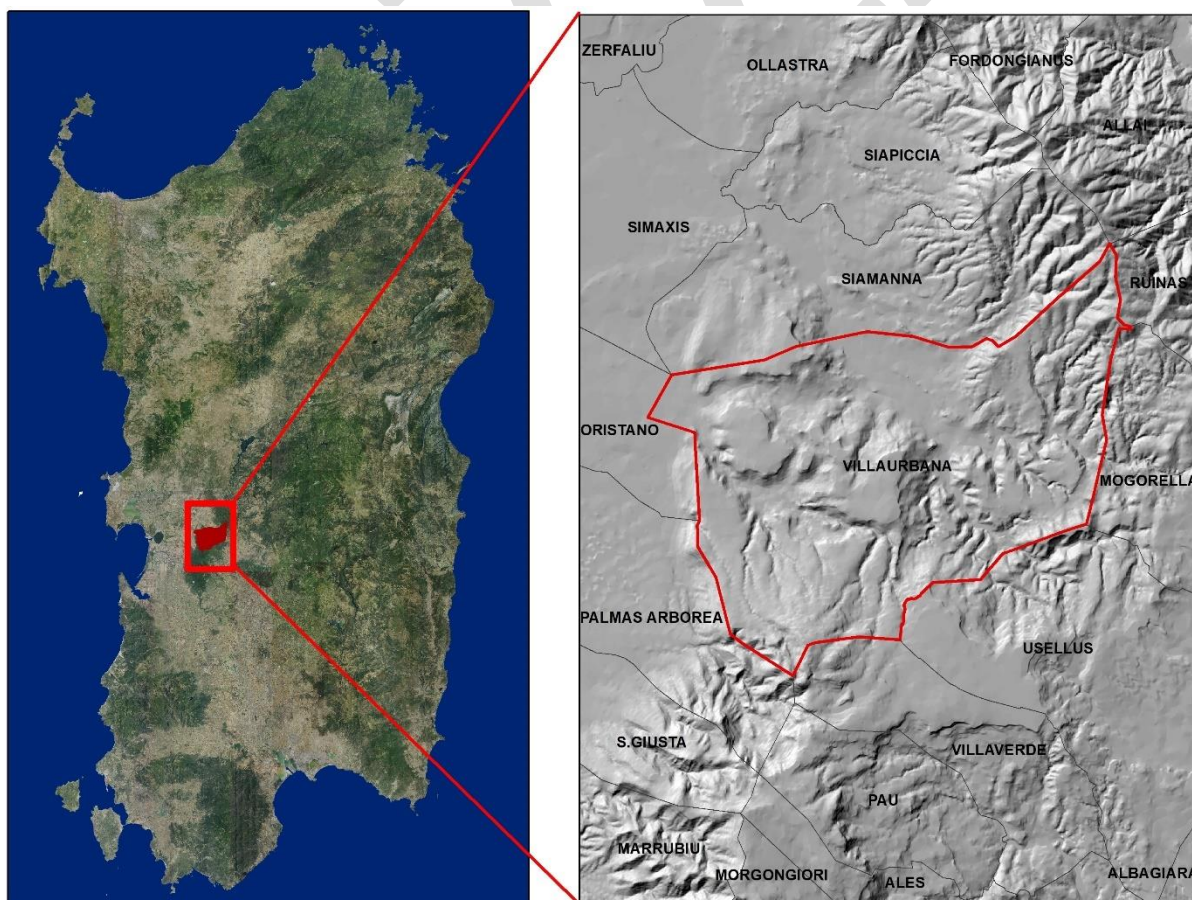 ZERFALIU
OLLASTRA
FORDONGIANUS
ALLAI
SIAPICCIA
SIMAXIS
SIAMANNA
RUINAS
ORISTANO
VILLAURBANA
MOGORELLA
PALMAS ARBOREA
USELLUS
S.GIUSTA
VILLAVERDE
PAU
MARRUBIU
MORGONGIORI
ALES
ALBAGIARA